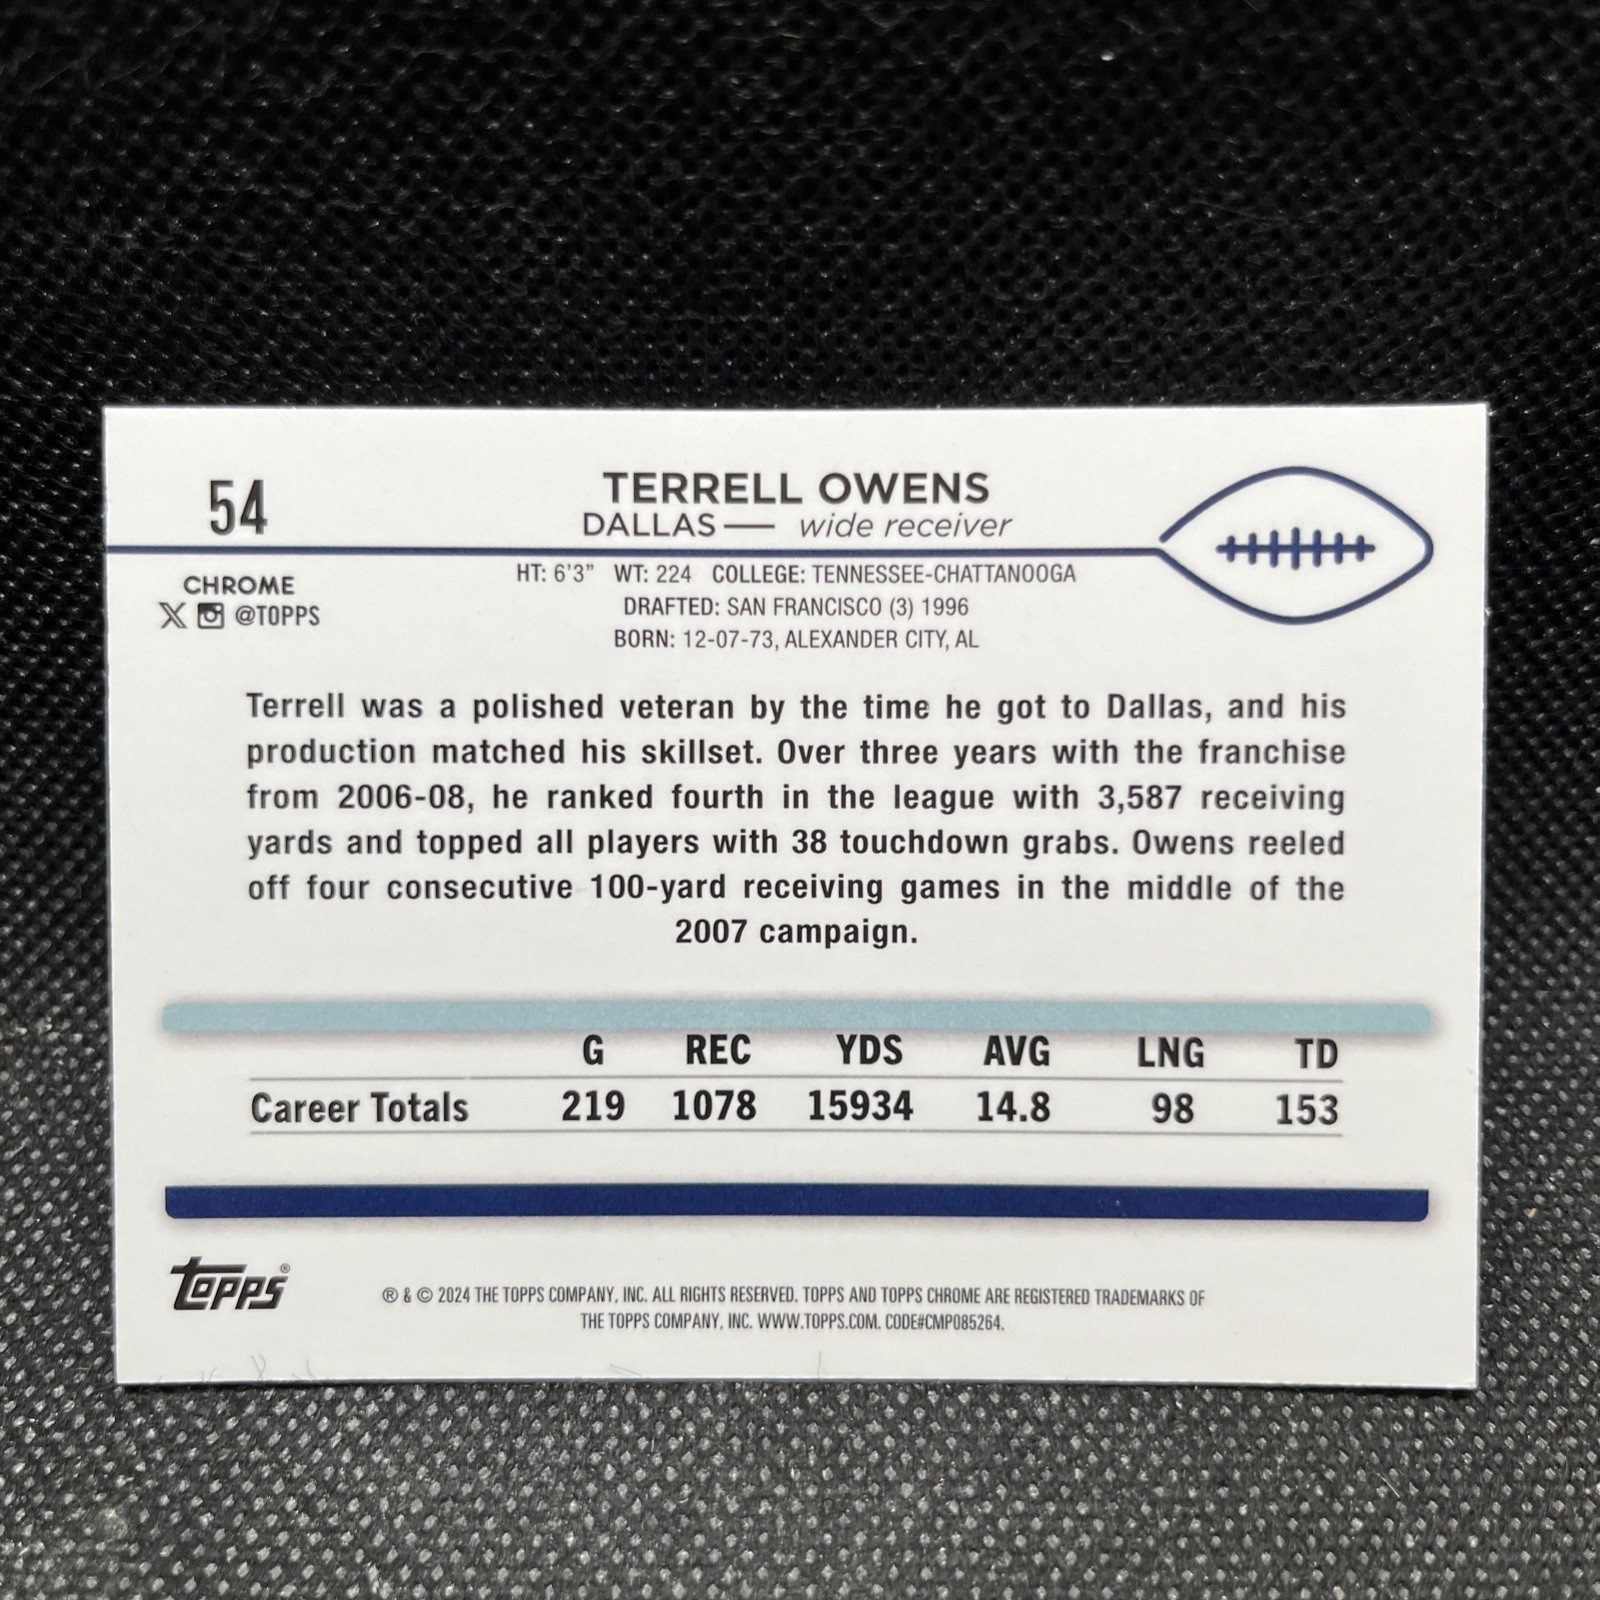 54
TERRELL OWENS
DALLAS — wide receiver
CHROME
@TOPPS
HT: 6'3" WT: 224 COLLEGE: TENNESSEE-CHATTANOOGA
DRAFTED: SAN FRANCISCO (3) 1996
BORN: 12-07-73, ALEXANDER CITY, AL
Terrell was a polished veteran by the time he got to Dallas, and his
production matched his skillset. Over three years with the franchise
from 2006-08, he ranked fourth in the league with 3,587 receiving
yards and topped all players with 38 touchdown grabs. Owens reeled
off four consecutive 100-yard receiving games in the middle of the
2007 campaign.
G REC YDS AVG LNG TD
Career Totals 219 1078 15934 14.8 98 153
TOPPS®
® & © 2024 THE TOPPS COMPANY, INC. ALL RIGHTS RESERVED. TOPPS AND TOPPS CHROME ARE REGISTERED TRADEMARKS OF
THE TOPPS COMPANY, INC. WWW.TOPPS.COM. CODE#CMP085264.